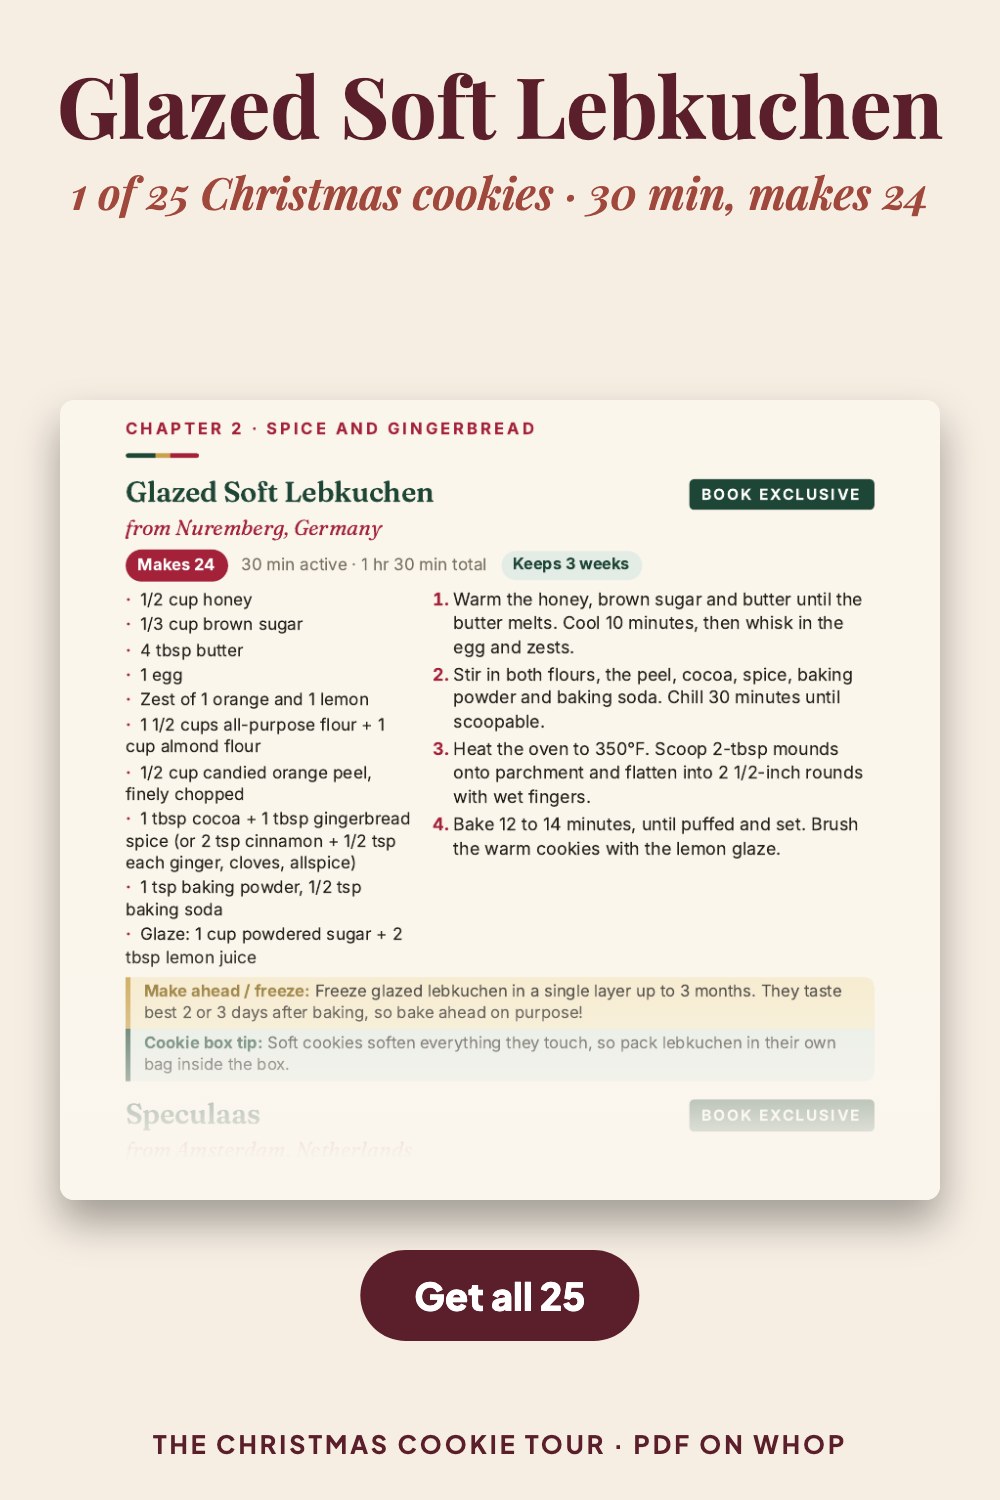 Glazed Soft Lebkuchen
1 of 25 Christmas cookies · 30 min, makes 24
CHAPTER 2 · SPICE AND GINGERBREAD
Glazed Soft Lebkuchen
BOOK EXCLUSIVE
from Nuremberg, Germany
Makes 24 30 min active · 1 hr 30 min total Keeps 3 weeks
· 1/2 cup honey
· 1/3 cup brown sugar
· 4 tbsp butter
· 1 egg
· Zest of 1 orange and 1 lemon
· 1 1/2 cups all-purpose flour + 1
cup almond flour
· 1/2 cup candied orange peel,
finely chopped
· 1 tbsp cocoa + 1 tbsp gingerbread
spice (or 2 tsp cinnamon + 1/2 tsp
each ginger, cloves, allspice)
· 1 tsp baking powder, 1/2 tsp
baking soda
· Glaze: 1 cup powdered sugar + 2
tbsp lemon juice
1. Warm the honey, brown sugar and butter until the
butter melts. Cool 10 minutes, then whisk in the
egg and zests.
2. Stir in both flours, the peel, cocoa, spice, baking
powder and baking soda. Chill 30 minutes until
scoopable.
3. Heat the oven to 350°F. Scoop 2-tbsp mounds
onto parchment and flatten into 2 1/2-inch rounds
with wet fingers.
4. Bake 12 to 14 minutes, until puffed and set. Brush
the warm cookies with the lemon glaze.
Make ahead / freeze: Freeze glazed lebkuchen in a single layer up to 3 months. They taste
best 2 or 3 days after baking, so bake ahead on purpose!
Cookie box tip: Soft cookies soften everything they touch, so pack lebkuchen in their own
bag inside the box.
Speculaas
BOOK EXCLUSIVE
from Amsterdam, Netherlands
Get all 25
THE CHRISTMAS COOKIE TOUR · PDF ON WHOP